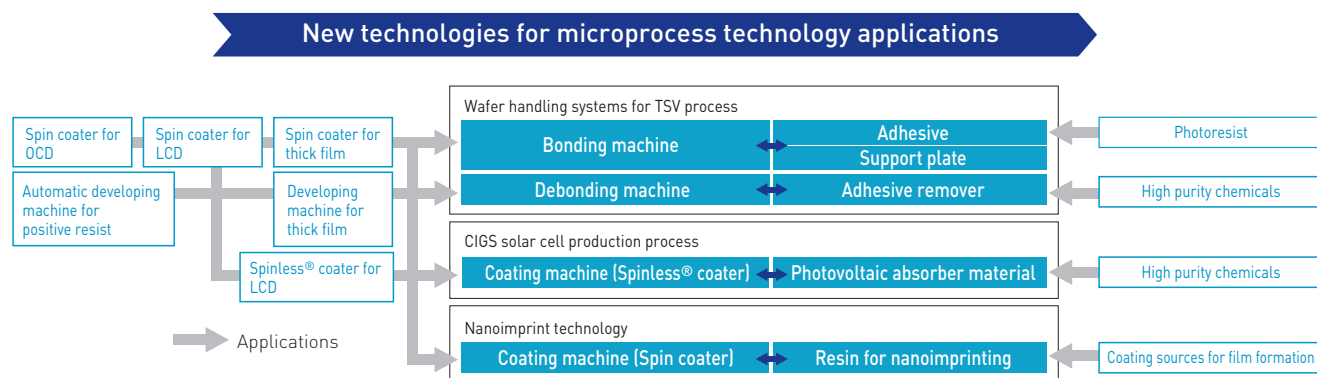 New technologies for microprocess technology applications
Spin coater for
OCD
Spin coater for
LCD
Spin coater for
thick film
Automatic developing
machine for
positive resist
Developing
machine for
thick film
Spinless® coater for
LCD
Applications
Wafer handling systems for TSV process
Bonding machine
Adhesive
Support plate
Debonding machine
Adhesive remover
CIGS solar cell production process
Coating machine (Spinless® coater)
Photovoltaic absorber material
Nanoimprint technology
Coating machine (Spin coater)
Resin for nanoimprinting
Photoresist
High purity chemicals
High purity chemicals
Coating sources for film formation